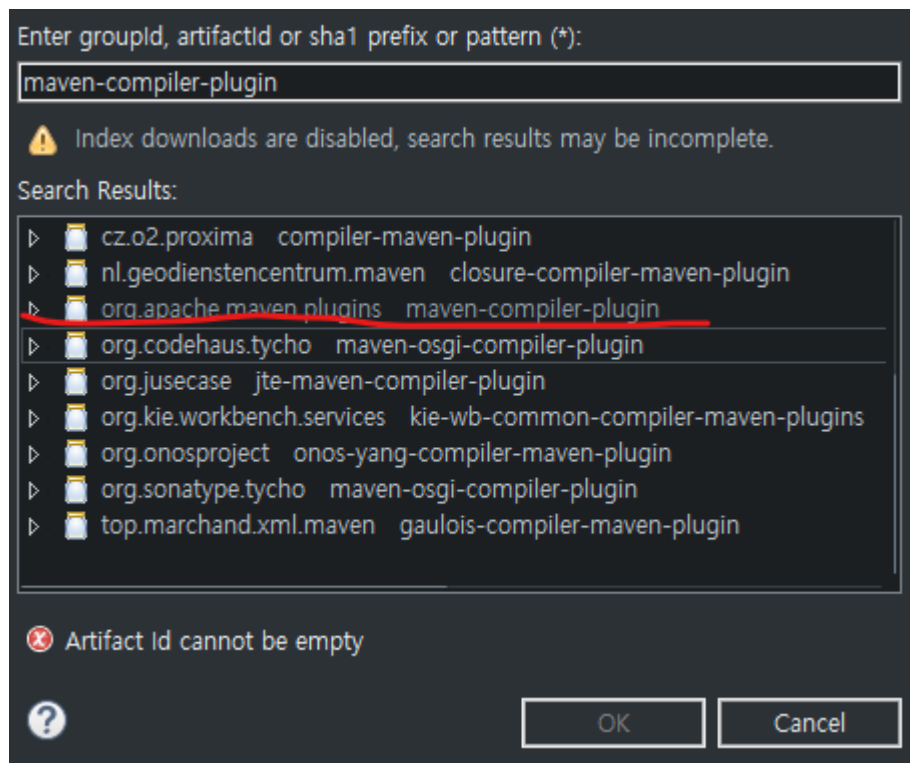 Enter groupId, artifactId or sha1 prefix or pattern (*):
maven-compiler-plugin
Index downloads are disabled, search results may be incomplete.
Search Results:
cz.o2.proxima compiler-maven-plugin
nl.geodienstencentrum.maven closure-compiler-maven-plugin
org.apache.maven.plugins maven-compiler-plugin
org.codehaus.tycho maven-osgi-compiler-plugin
org.jusecase jte-maven-compiler-plugin
org.kie.workbench.services kie-wb-common-compiler-maven-plugins
org.onosproject onos-yang-compiler-maven-plugin
org.sonatype.tycho maven-osgi-compiler-plugin
top.marchand.xml.maven gaulois-compiler-maven-plugin
Artifact Id cannot be empty
? OK Cancel